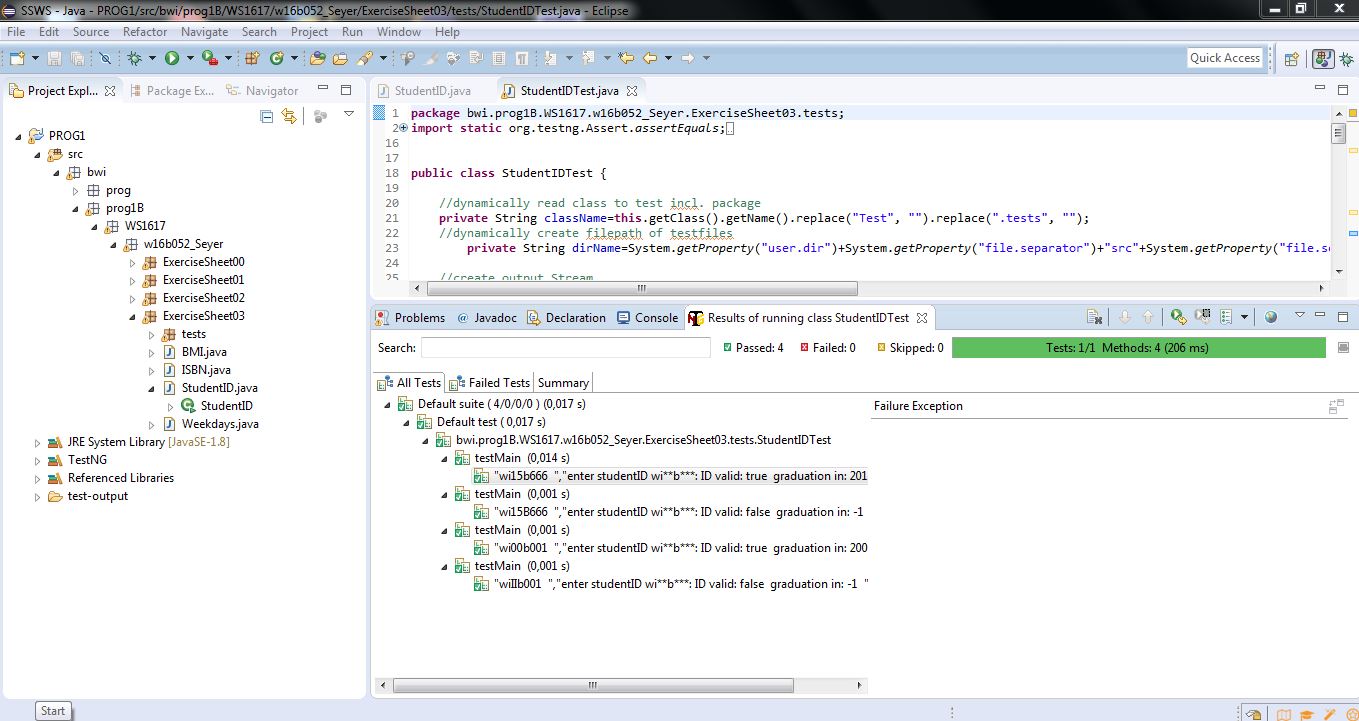 SSWS - Java - PROG1/src/bwi/prog1B/WS1617/w16b052_Seyer/ExerciseSheet03/tests/StudentIDTest.java - Eclipse
File Edit Source Refactor Navigate Search Project Run Window Help
Quick Access
Project Expl... Package Ex... Navigator
PROG1
src
bwi
prog
prog1B
WS1617
w16b052_Seyer
ExerciseSheet00
ExerciseSheet01
ExerciseSheet02
ExerciseSheet03
tests
BMI.java
ISBN.java
StudentID.java
StudentID
Weekdays.java
JRE System Library [JavaSE-1.8]
TestNG
Referenced Libraries
test-output
StudentID.java StudentIDTest.java
1 package bwi.prog1B.WS1617.w16b052_Seyer.ExerciseSheet03.tests;
2 import static org.testng.Assert.assertEquals;
16
17
18 public class StudentIDTest {
19
20 //dynamically read class to test incl. package
21 private String className=this.getClass().getName().replace("Test", "").replace(".tests", "");
22 //dynamically create filepath of testfiles
23 private String dirName=System.getProperty("user.dir")+System.getProperty("file.separator")+"src"+System.getProperty("file.s
24
25 //create output Stream
Problems @ Javadoc Declaration Console Results of running class StudentIDTest
Search: Passed: 4 Failed: 0 Skipped: 0 Tests: 1/1 Methods: 4 (206 ms)
All Tests Failed Tests Summary
Default suite ( 4/0/0/0 ) (0,017 s)
Default test ( 0,017 s)
bwi.prog1B.WS1617.w16b052_Seyer.ExerciseSheet03.tests.StudentIDTest
testMain (0,014 s)
"wi15b666 ","enter studentID wi**b***: ID valid: true graduation in: 201
testMain (0,001 s)
"wi15B666 ","enter studentID wi**b***: ID valid: false graduation in: -1
testMain (0,001 s)
"wi00b001 ","enter studentID wi**b***: ID valid: true graduation in: 200
testMain (0,001 s)
"wiIIb001 ","enter studentID wi**b***: ID valid: false graduation in: -1 "
Failure Exception
Start